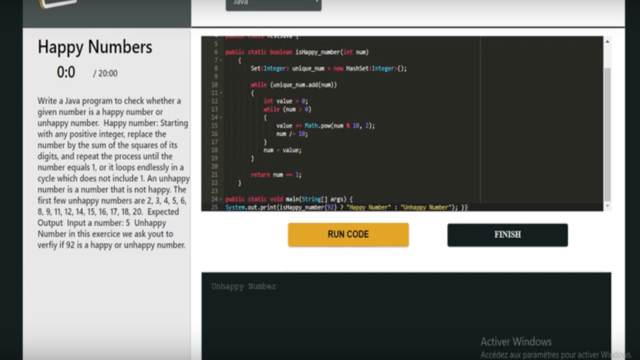 Java
Happy Numbers
0:0 / 20:00
Write a Java program to check whether a
given number is a happy number or
unhappy number. Happy number: Starting
with any positive integer, replace the
number by the sum of the squares of its
digits, and repeat the process until the
number equals 1, or it loops endlessly in a
cycle which does not include 1. An unhappy
number is a number that is not happy. The
first few unhappy numbers are 2, 3, 4, 5, 6,
8, 9, 11, 12, 14, 15, 16, 17, 18, 20. Expected
Output Input a number: 5 Unhappy
Number in this exercice we ask yout to
verfiy if 92 is a happy or unhappy number.
5
6 public static boolean isHappy_number(int num)
7 {
8 Set<Integer> unique_num = new HashSet<Integer>();
9
10 while (unique_num.add(num))
11 {
12 int value = 0;
13 while (num > 0)
14 {
15 value += Math.pow(num % 10, 2);
16 num /= 10;
17 }
18 num = value;
19 }
20
21 return num == 1;
22 }
23
24 public static void main(String[] args) {
25 System.out.print(isHappy_number(92) ? "Happy Number" : "Unhappy Number"); }}
RUN CODE
FINISH
Unhappy Number
Activer Windows
Accédez aux paramètres pour activer Windows.